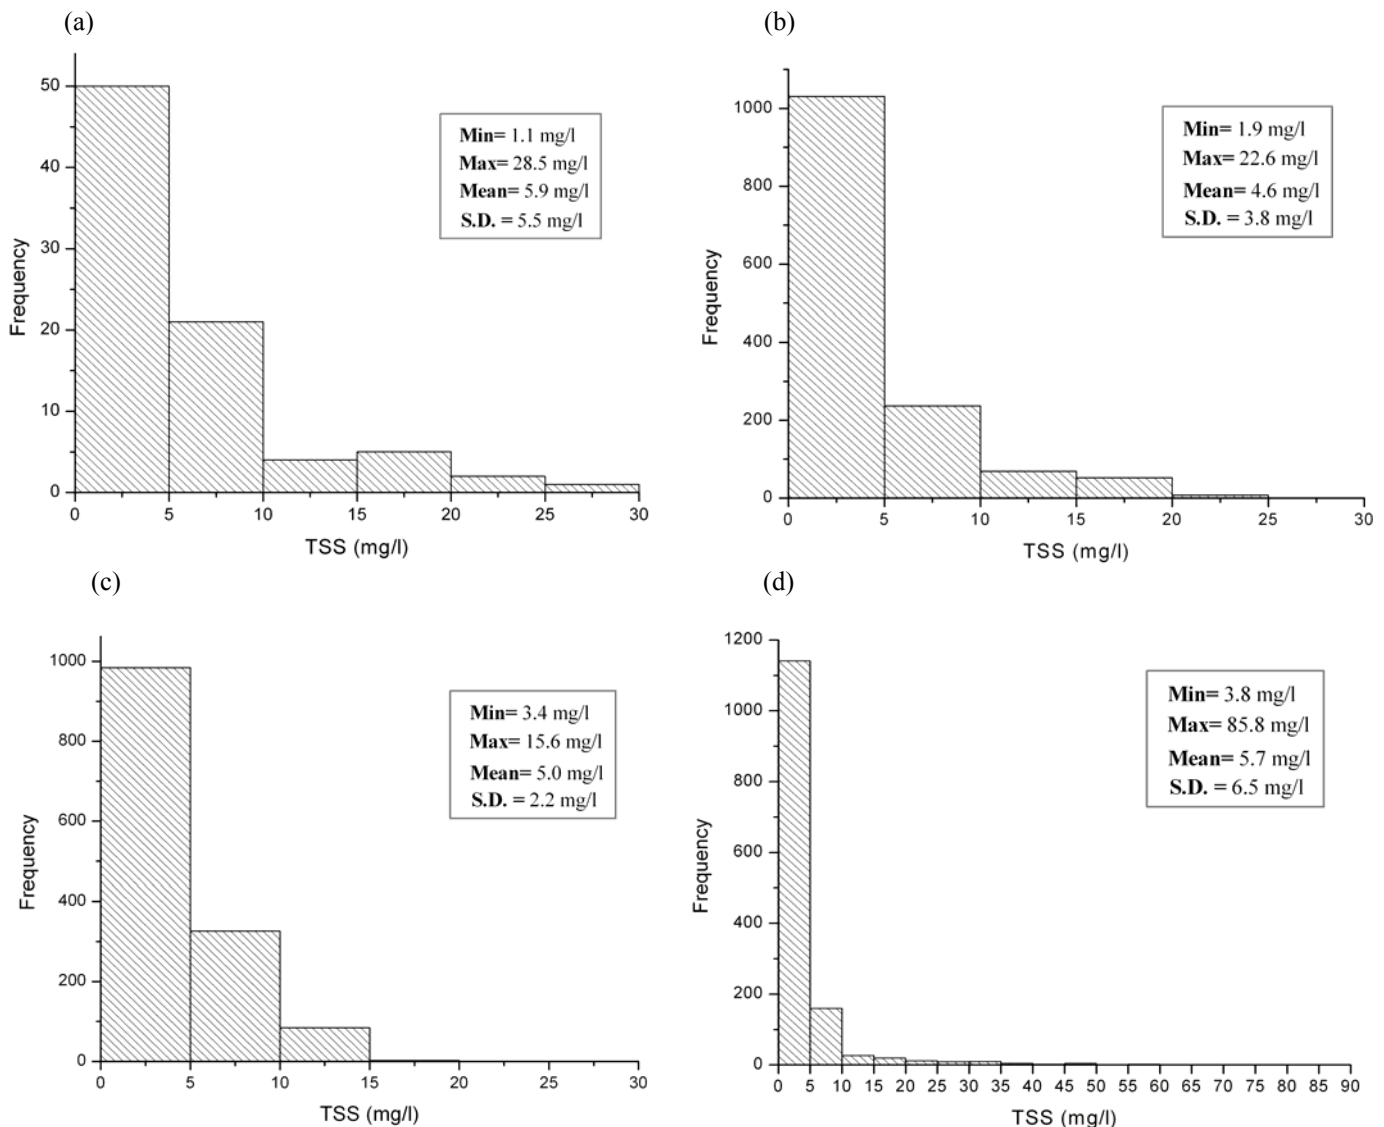 (a)
50
40
30
20
10
0
Frequency
Min= 1.1 mg/l
Max= 28.5 mg/l
Mean= 5.9 mg/l
S.D. = 5.5 mg/l
0 5 10 15 20 25 30
TSS (mg/l)
(b)
1000
800
600
400
200
0
Frequency
Min= 1.9 mg/l
Max= 22.6 mg/l
Mean= 4.6 mg/l
S.D. = 3.8 mg/l
0 5 10 15 20 25 30
TSS (mg/l)
(c)
1000
800
600
400
200
0
Frequency
Min= 3.4 mg/l
Max= 15.6 mg/l
Mean= 5.0 mg/l
S.D. = 2.2 mg/l
0 5 10 15 20 25 30
TSS (mg/l)
(d)
1200
1000
800
600
400
200
0
Frequency
Min= 3.8 mg/l
Max= 85.8 mg/l
Mean= 5.7 mg/l
S.D. = 6.5 mg/l
0 5 10 15 20 25 30 35 40 45 50 55 60 65 70 75 80 85 90
TSS (mg/l)